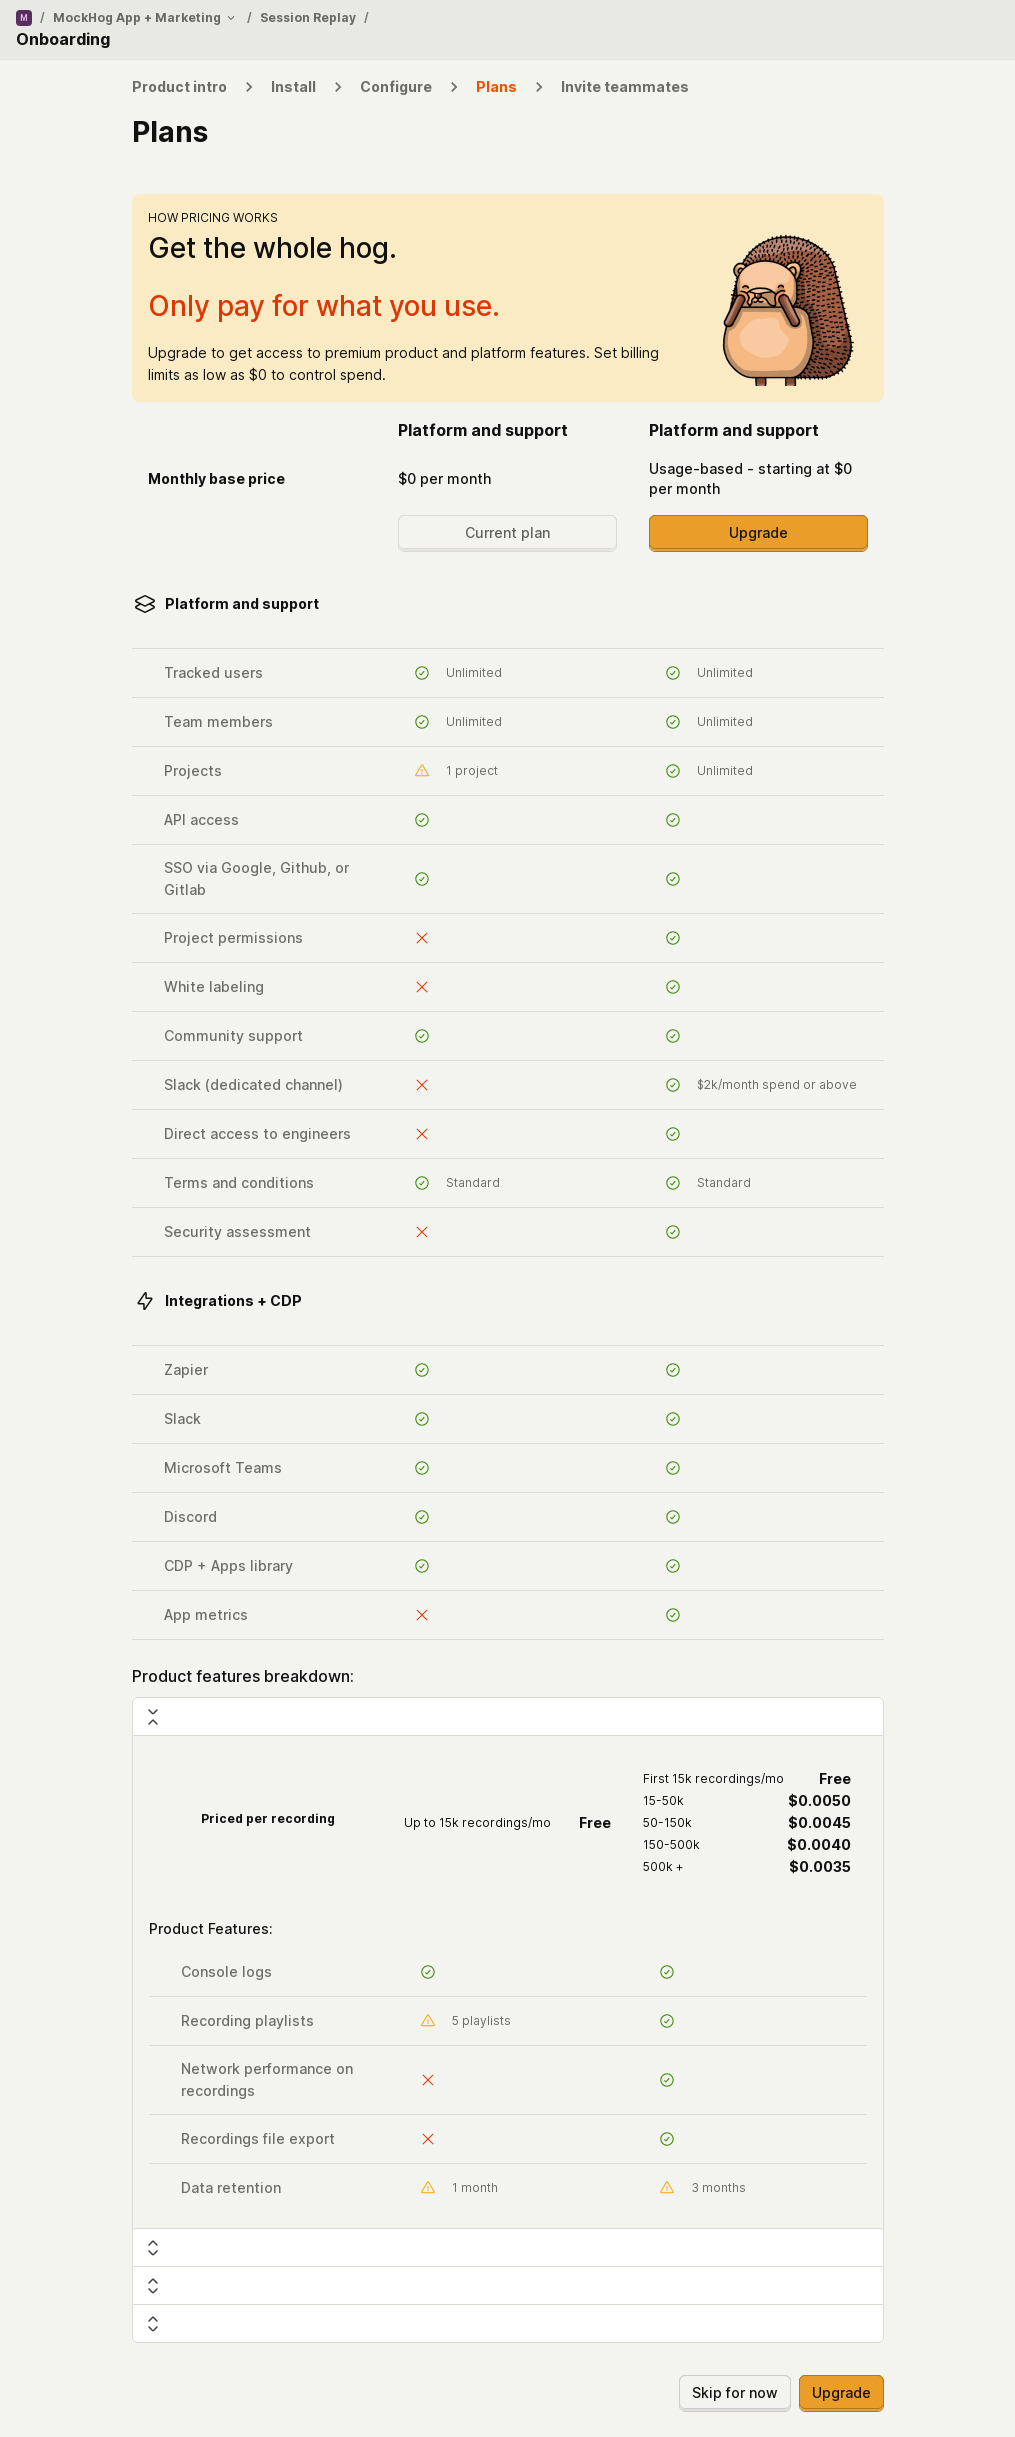 M / MockHog App + Marketing / Session Replay /
Onboarding
Product intro Install Configure Plans Invite teammates
Plans
HOW PRICING WORKS
Get the whole hog.
Only pay for what you use.
Upgrade to get access to premium product and platform features. Set billing
limits as low as $0 to control spend.
Platform and support Platform and support
Monthly base price $0 per month Usage-based - starting at $0
per month
Current plan Upgrade
Platform and support
Tracked users Unlimited Unlimited
Team members Unlimited Unlimited
Projects 1 project Unlimited
API access
SSO via Google, Github, or
Gitlab
Project permissions
White labeling
Community support
Slack (dedicated channel) $2k/month spend or above
Direct access to engineers
Terms and conditions Standard Standard
Security assessment
Integrations + CDP
Zapier
Slack
Microsoft Teams
Discord
CDP + Apps library
App metrics
Product features breakdown:
First 15k recordings/mo Free
15-50k $0.0050
Priced per recording Up to 15k recordings/mo Free 50-150k $0.0045
150-500k $0.0040
500k + $0.0035
Product Features:
Console logs
Recording playlists 5 playlists
Network performance on
recordings
Recordings file export
Data retention 1 month 3 months
Skip for now Upgrade